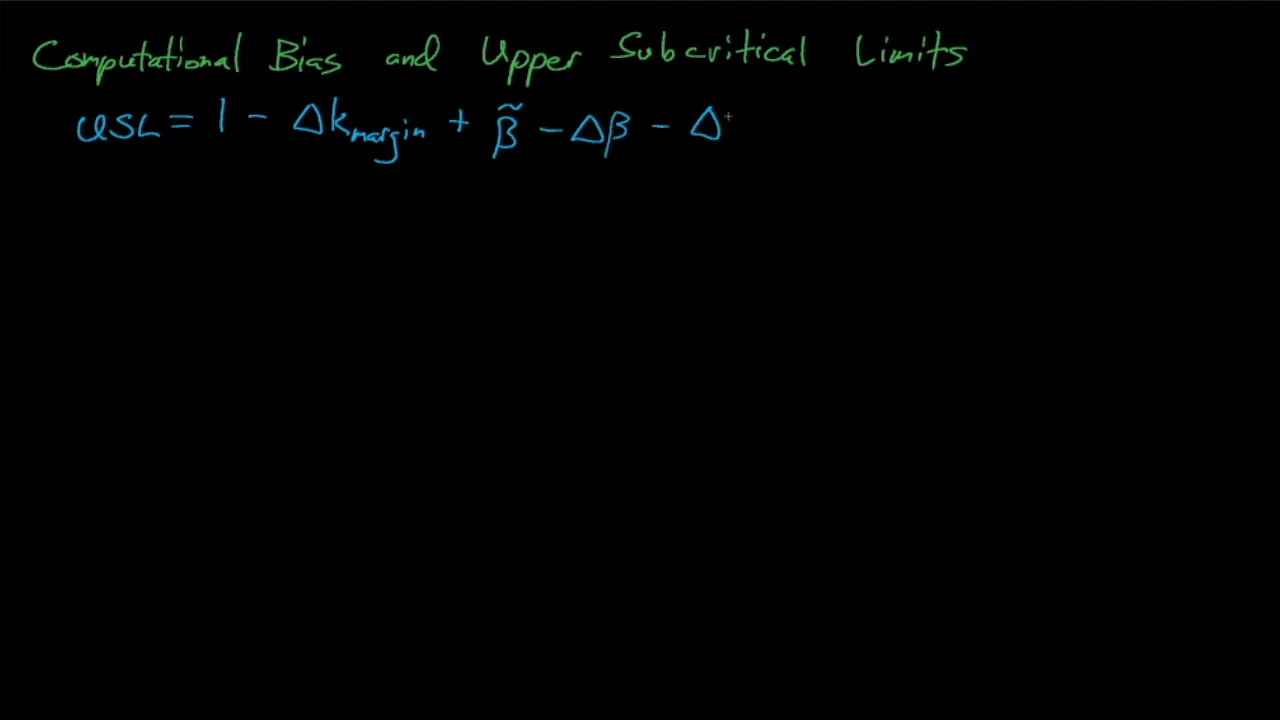 Computational Bias and Upper Subcritical Limits
USL = 1 - Δk_margin + β̃ - Δβ - Δ